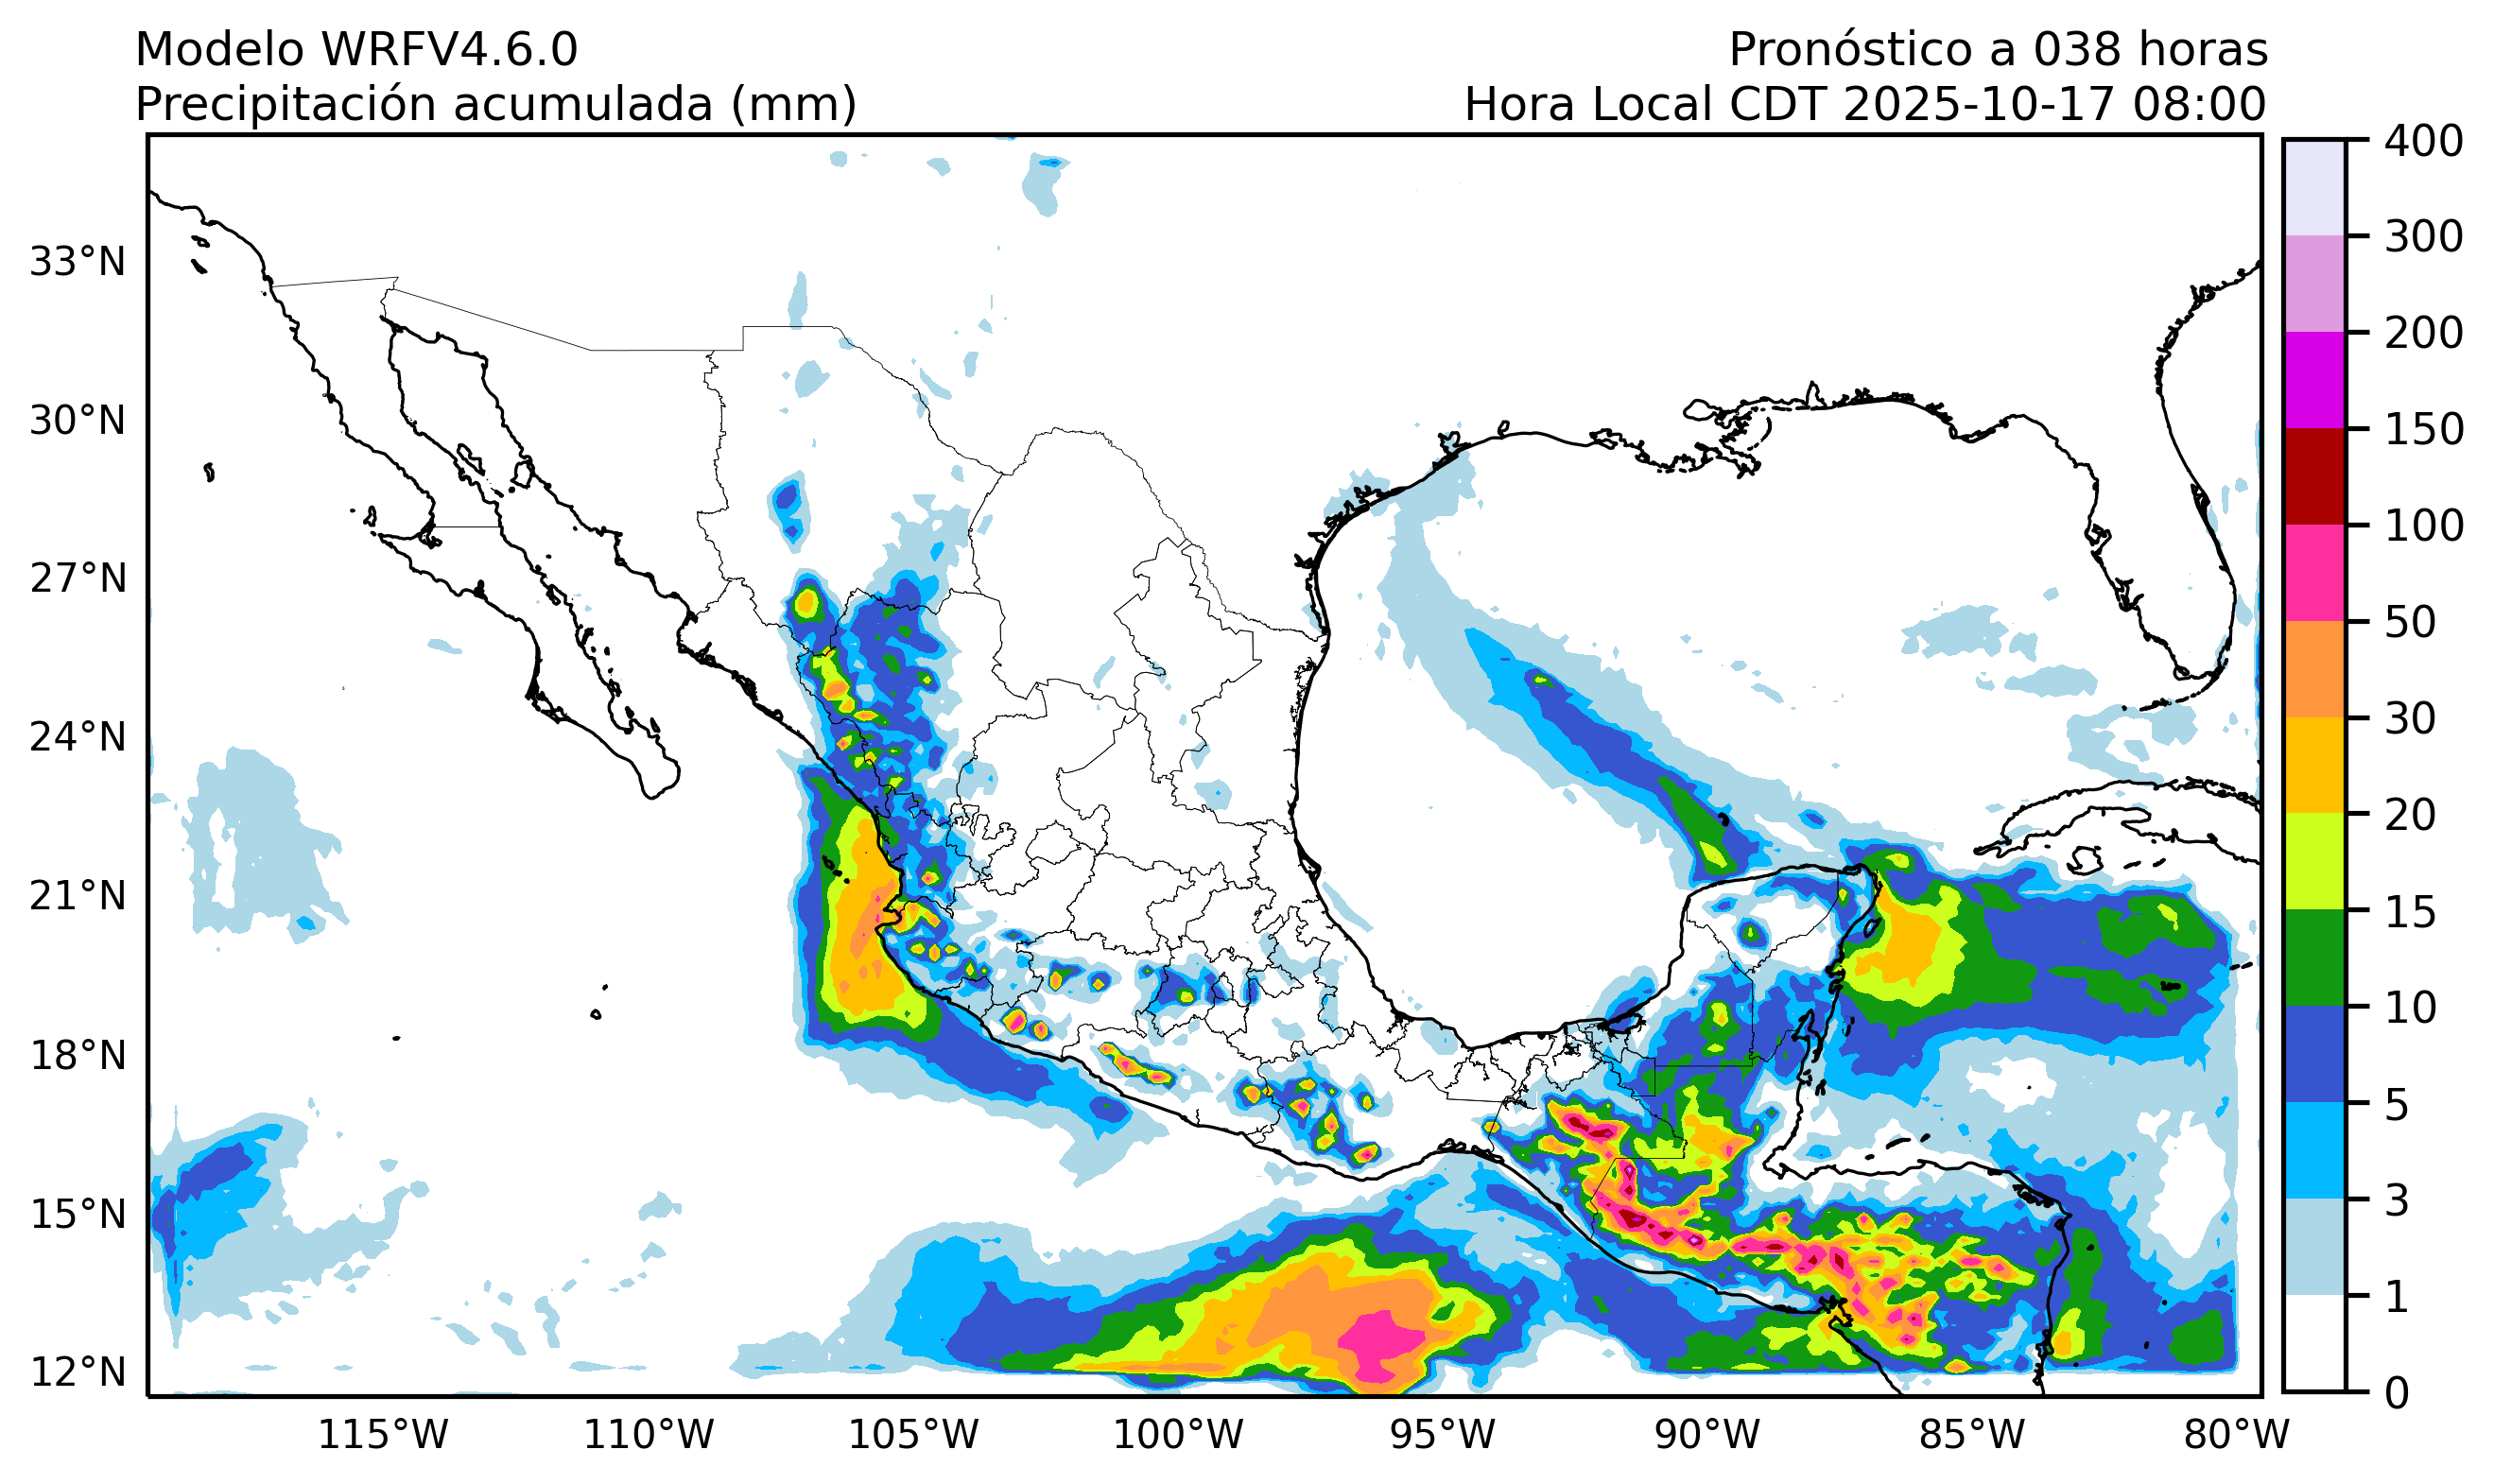 Modelo WRFV4.6.0
Pronóstico a 038 horas
Precipitación acumulada (mm)
Hora Local CDT 2025-10-17 08:00
33°N
30°N
27°N
24°N
21°N
18°N
15°N
12°N
115°W
110°W
105°W
100°W
95°W
90°W
85°W
80°W
400
300
200
150
100
50
30
20
15
10
5
3
1
0